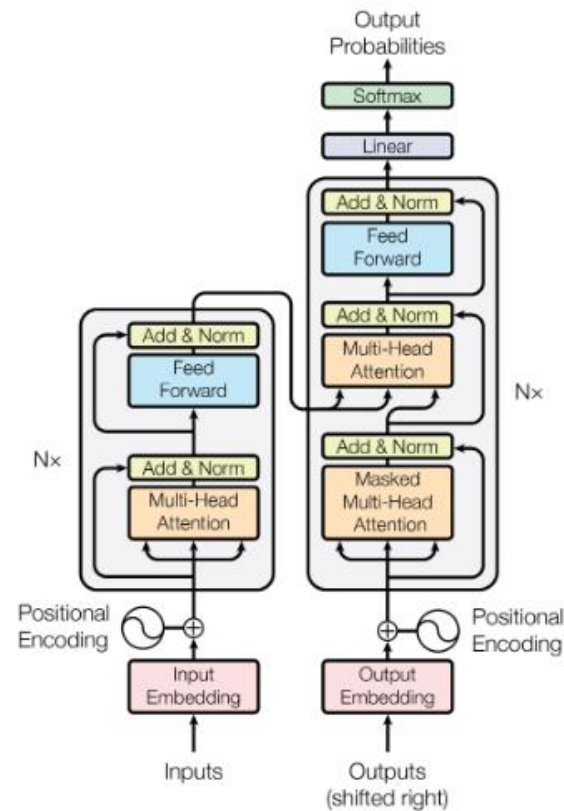 Output
Probabilities
Softmax
Linear
Add & Norm
Feed
Forward
Add & Norm
Multi-Head
Attention
Add & Norm
Masked
Multi-Head
Attention
Nx
Add & Norm
Feed
Forward
Add & Norm
Multi-Head
Attention
Nx
Positional
Encoding
Positional
Encoding
Input
Embedding
Output
Embedding
Inputs
Outputs
(shifted right)